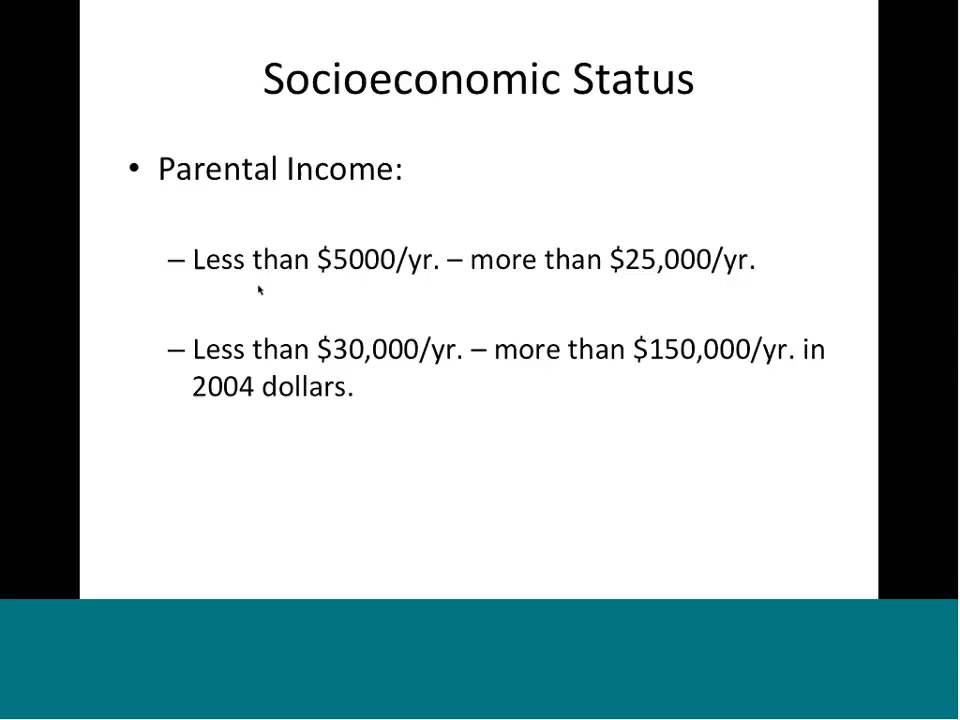 Socioeconomic Status
• Parental Income:
– Less than $5000/yr. – more than $25,000/yr.
– Less than $30,000/yr. – more than $150,000/yr. in
2004 dollars.